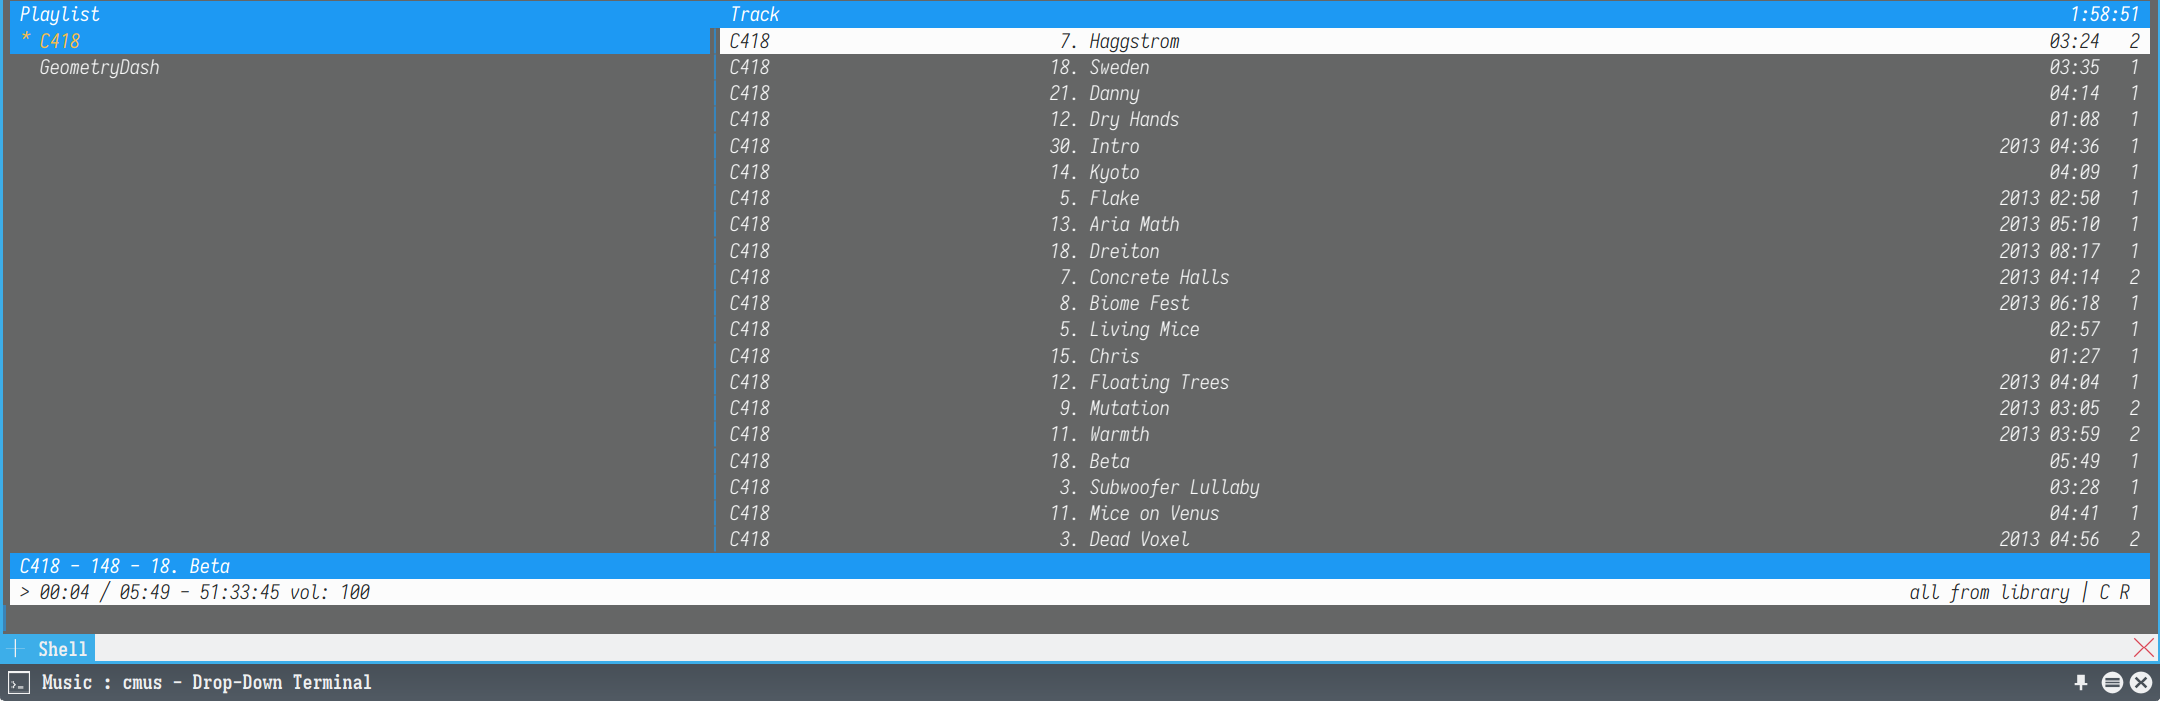 Playlist Track 1:58:51
* C418 C418 7. Haggstrom 03:24 2
GeometryDash C418 18. Sweden 03:35 1
C418 21. Danny 04:14 1
C418 12. Dry Hands 01:08 1
C418 30. Intro 2013 04:36 1
C418 14. Kyoto 04:09 1
C418 5. Flake 2013 02:50 1
C418 13. Aria Math 2013 05:10 1
C418 18. Dreiton 2013 08:17 1
C418 7. Concrete Halls 2013 04:14 2
C418 8. Biome Fest 2013 06:18 1
C418 5. Living Mice 02:57 1
C418 15. Chris 01:27 1
C418 12. Floating Trees 2013 04:04 1
C418 9. Mutation 2013 03:05 2
C418 11. Warmth 2013 03:59 2
C418 18. Beta 05:49 1
C418 3. Subwoofer Lullaby 03:28 1
C418 11. Mice on Venus 04:41 1
C418 3. Dead Voxel 2013 04:56 2
C418 - 148 - 18. Beta
> 00:04 / 05:49 - 51:33:45 vol: 100 all from library | C R
Shell
Music : cmus - Drop-Down Terminal